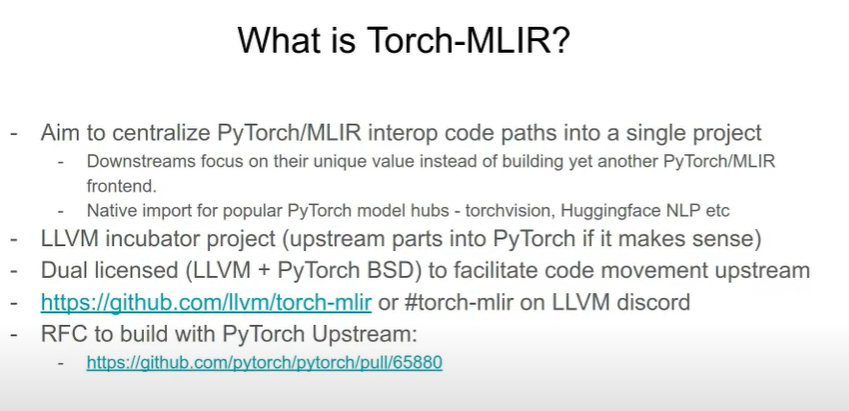 What is Torch-MLIR?
- Aim to centralize PyTorch/MLIR interop code paths into a single project
- Downstreams focus on their unique value instead of building yet another PyTorch/MLIR
frontend.
- Native import for popular PyTorch model hubs - torchvision, Huggingface NLP etc
- LLVM incubator project (upstream parts into PyTorch if it makes sense)
- Dual licensed (LLVM + PyTorch BSD) to facilitate code movement upstream
- https://github.com/llvm/torch-mlir or #torch-mlir on LLVM discord
- RFC to build with PyTorch Upstream:
- https://github.com/pytorch/pytorch/pull/65880